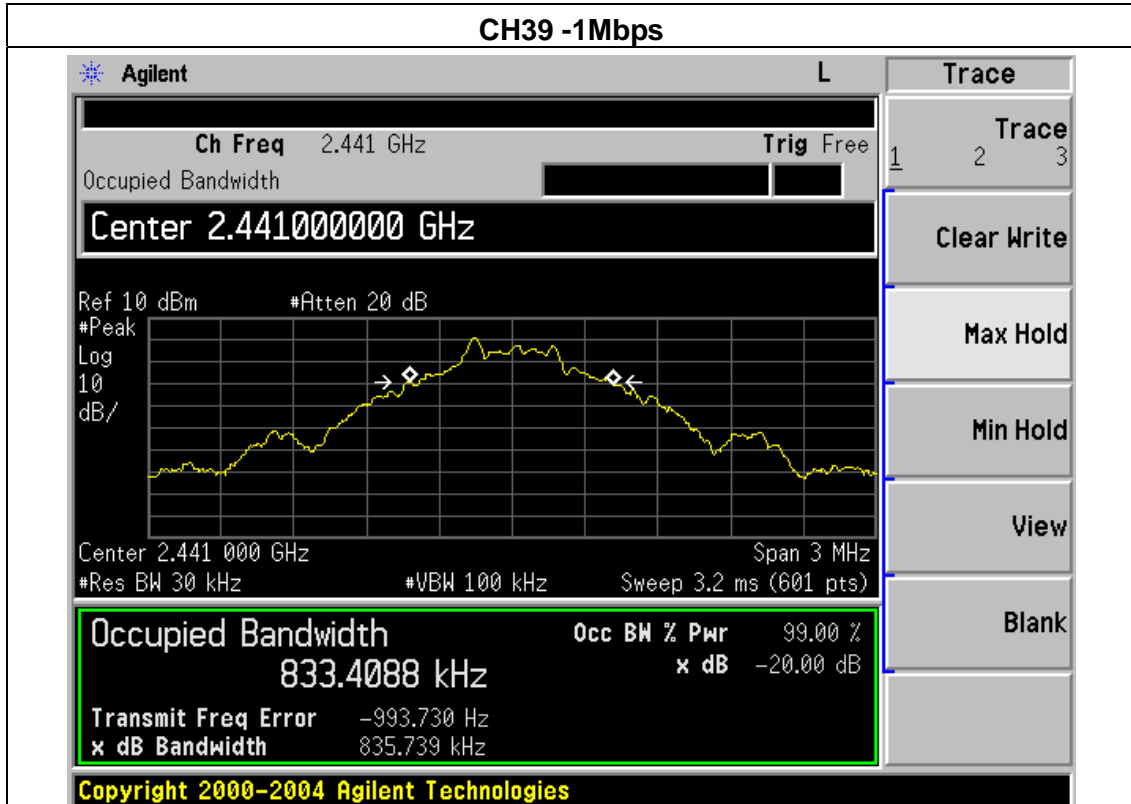 CH39 -1Mbps
Agilent L Trace
Ch Freq 2.441 GHz Trig Free
Occupied Bandwidth
Center 2.441000000 GHz
Ref 10 dBm #Atten 20 dB
#Peak
Log
10
dB/
Center 2.441 000 GHz Span 3 MHz
#Res BW 30 kHz #VBW 100 kHz Sweep 3.2 ms (601 pts)
Occupied Bandwidth Occ BW % Pwr 99.00 %
833.4088 kHz x dB -20.00 dB
Transmit Freq Error -993.730 Hz
x dB Bandwidth 835.739 kHz
Copyright 2000-2004 Agilent Technologies
Trace
1 2 3
Clear Write
Max Hold
Min Hold
View
Blank